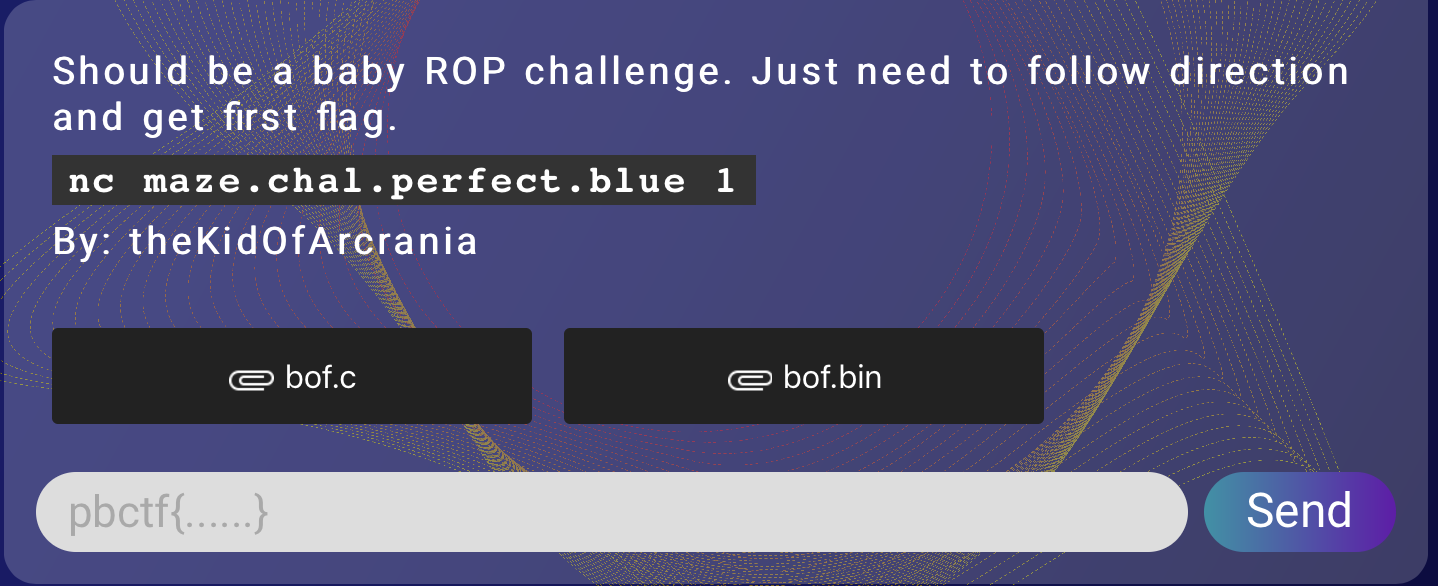 Should be a baby ROP challenge. Just need to follow direction
and get first flag.
nc maze.chal.perfect.blue 1
By: theKidOfArcrania
bof.c
bof.bin
pbctf{......}
Send